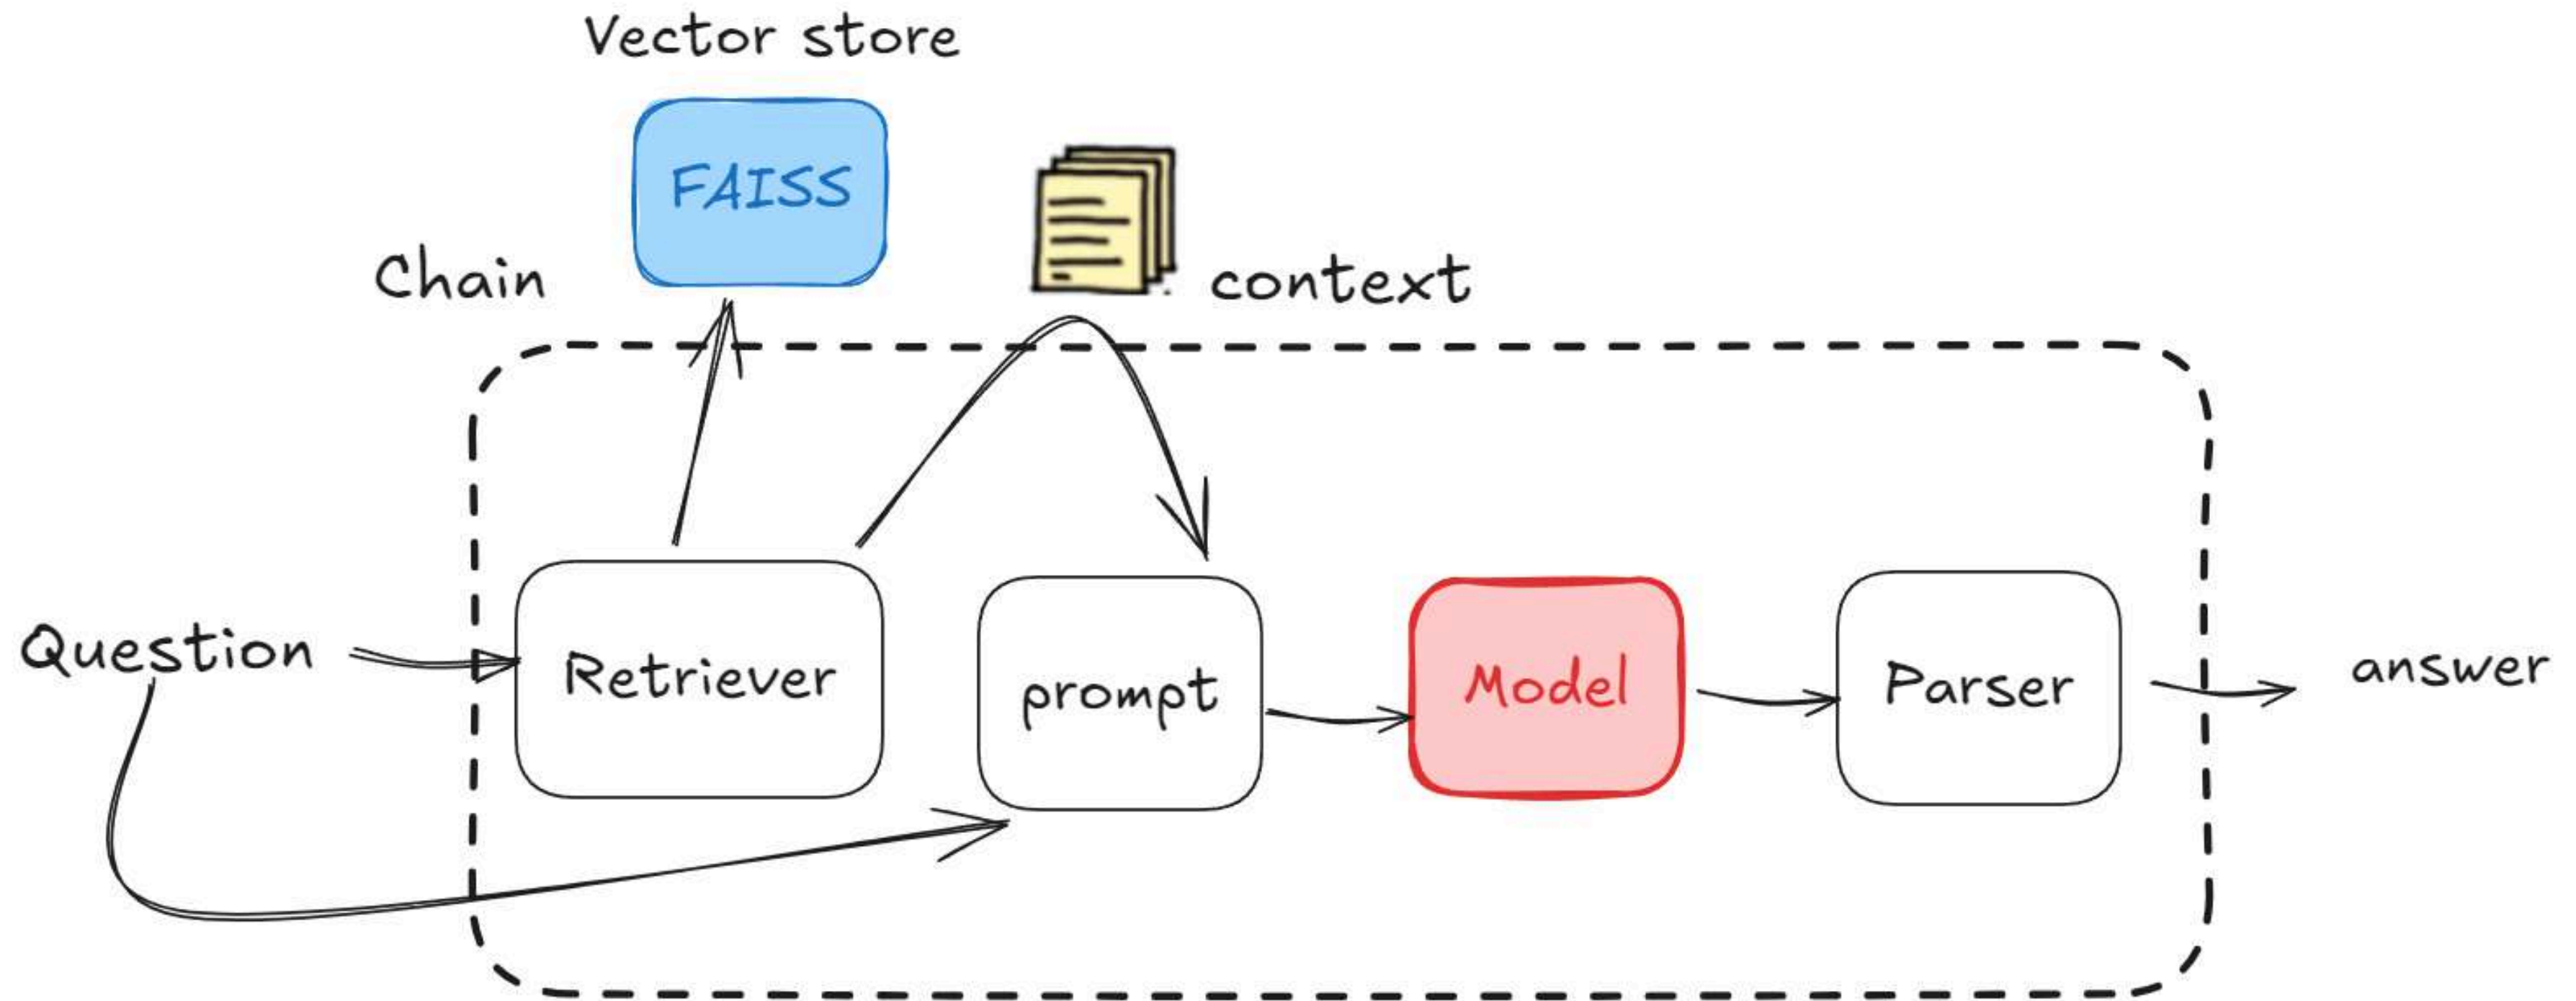 Vector store
FAISS
Chain
context
Question
Retriever
prompt
Model
Parser
answer